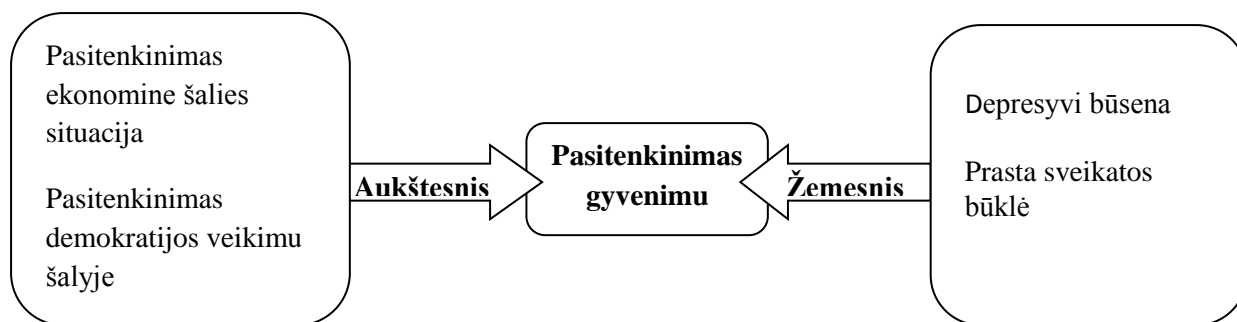 Pasitenkinimas
ekonomine šalies
situacija
Pasitenkinimas
demokratijos veikimu
šalyje
Aukštesnis
Pasitenkinimas
gyvenimu
Žemesnis
Depresyvi būsena
Prasta sveikatos
būklė